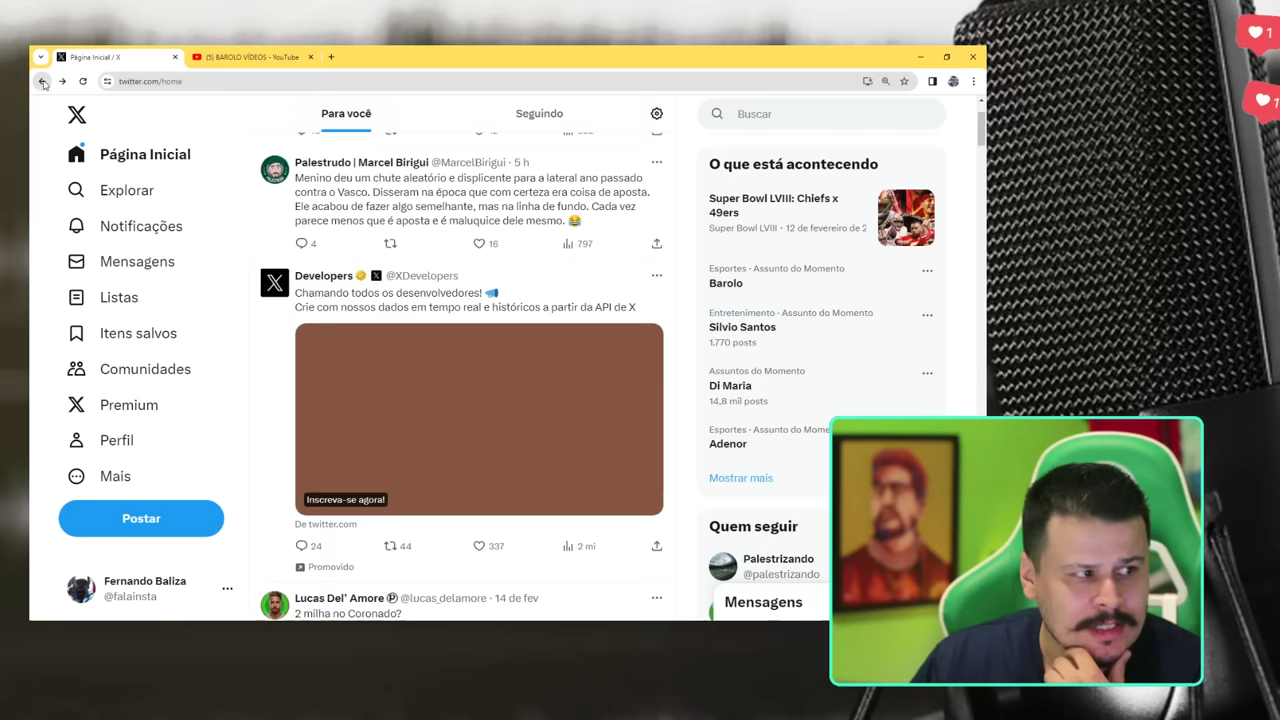 Página Inicial / X
(5) BAROLO VÍDEOS - YouTube
twitter.com/home
Para você
Seguindo
Buscar
Página Inicial
Explorar
Notificações
Mensagens
Listas
Itens salvos
Comunidades
Premium
Perfil
Mais
Postar
Fernando Baliza
@falainsta
Palestrudo | Marcel Birigui @MarcelBirigui · 5 h
Menino deu um chute aleatório e displicente para a lateral ano passado
contra o Vasco. Disseram na época que com certeza era coisa de aposta.
Ele acabou de fazer algo semelhante, mas na linha de fundo. Cada vez
parece menos que é aposta e é maluquice dele mesmo. 😂
4
16
797
Developers @XDevelopers
Chamando todos os desenvolvedores! 📣
Crie com nossos dados em tempo real e históricos a partir da API de X
Inscreva-se agora!
De twitter.com
24
44
337
2 mi
Promovido
Lucas Del' Amore Ⓟ @lucas_delamore · 14 de fev
2 milha no Coronado?
O que está acontecendo
Super Bowl LVIII: Chiefs x
49ers
Super Bowl LVIII · 12 de fevereiro de 2
Esportes · Assunto do Momento
Barolo
Entretenimento · Assunto do Momento
Silvio Santos
1.770 posts
Assuntos do Momento
Di Maria
14,8 mil posts
Esportes · Assunto do Mome
Adenor
Mostrar mais
Quem seguir
Palestrizando
@palestrizando
Mensagens
1
1